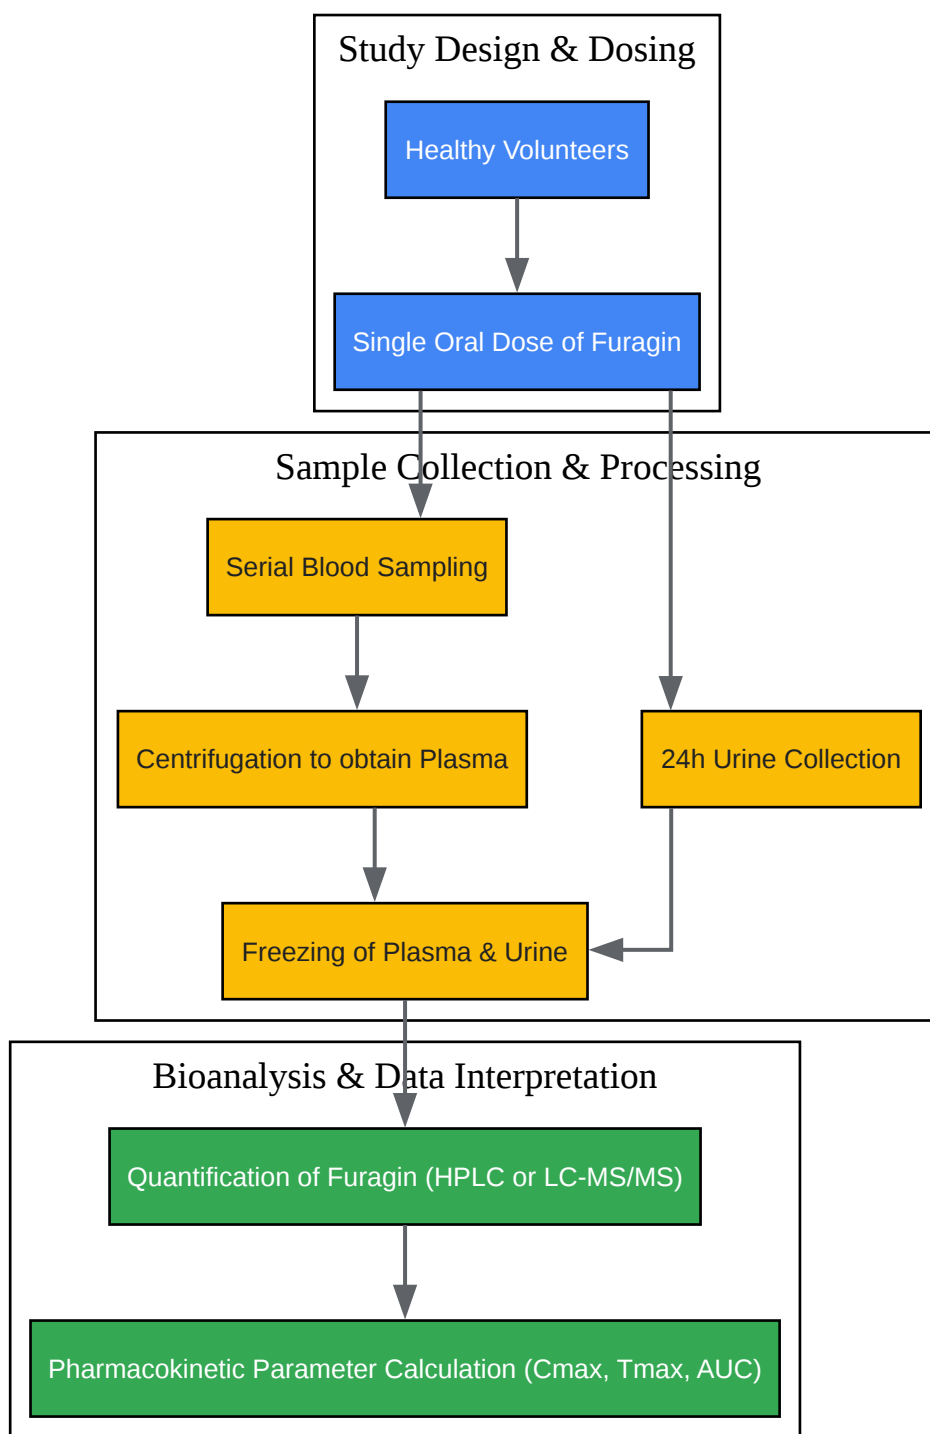 Study Design & Dosing
Healthy Volunteers
Single Oral Dose of Furagin
Sample Collection & Processing
Serial Blood Sampling
Centrifugation to obtain Plasma
24h Urine Collection
Freezing of Plasma & Urine
Bioanalysis & Data Interpretation
Quantification of Furagin (HPLC or LC-MS/MS)
Pharmacokinetic Parameter Calculation (Cmax, Tmax, AUC)